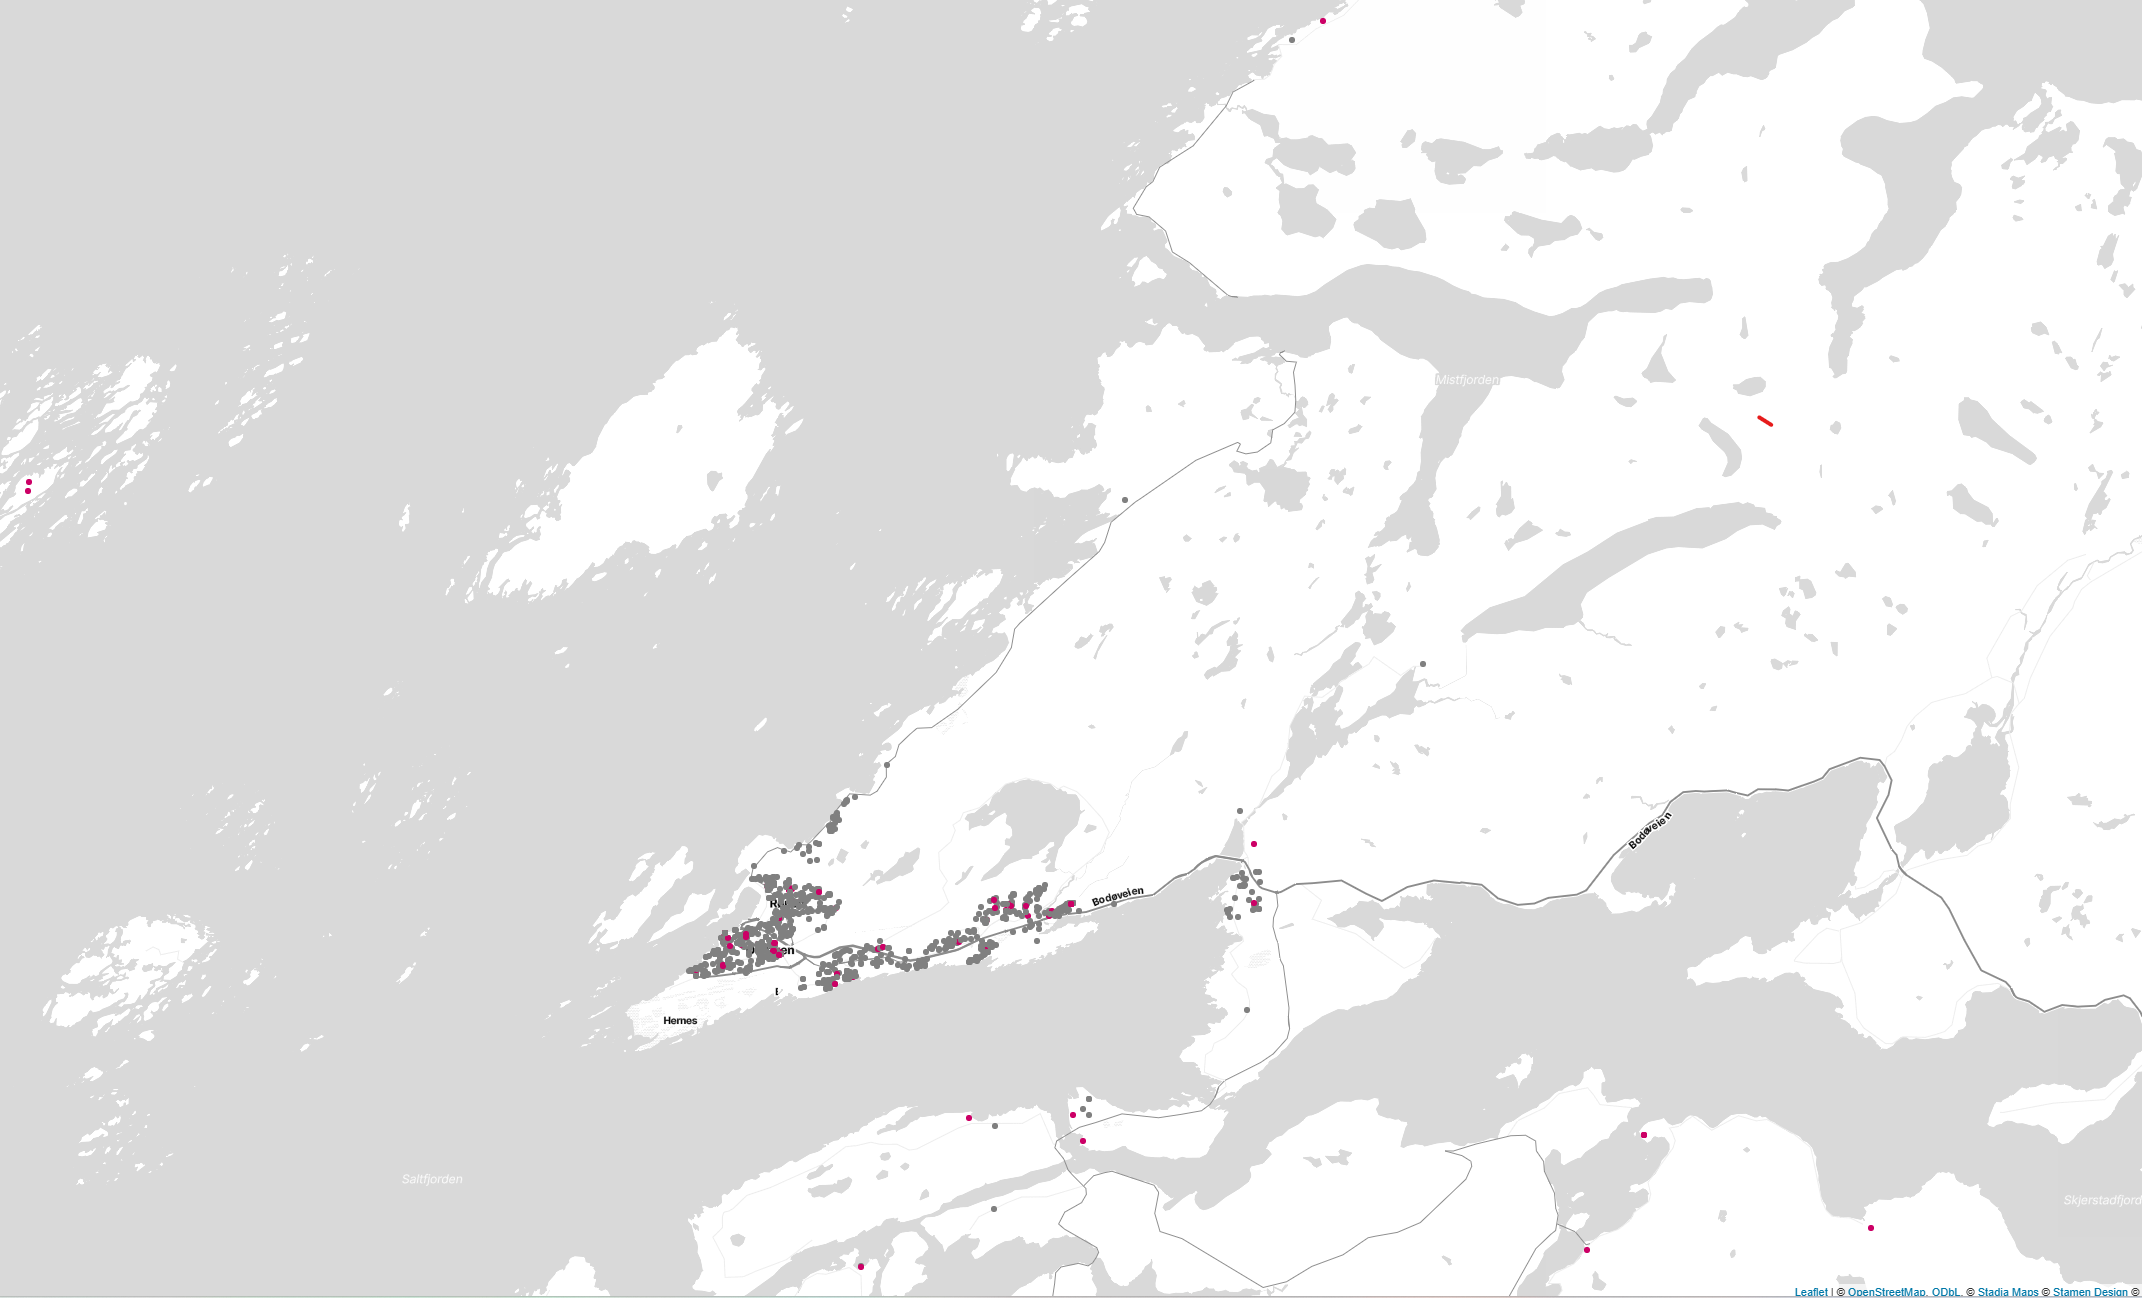 Mistfjorden
Bodøveien
Bodøveien
Hernes
Saltfjorden
Skjerstadfjord
Leaflet | © OpenStreetMap, ODbL, © Stadia Maps © Stamen Design ©